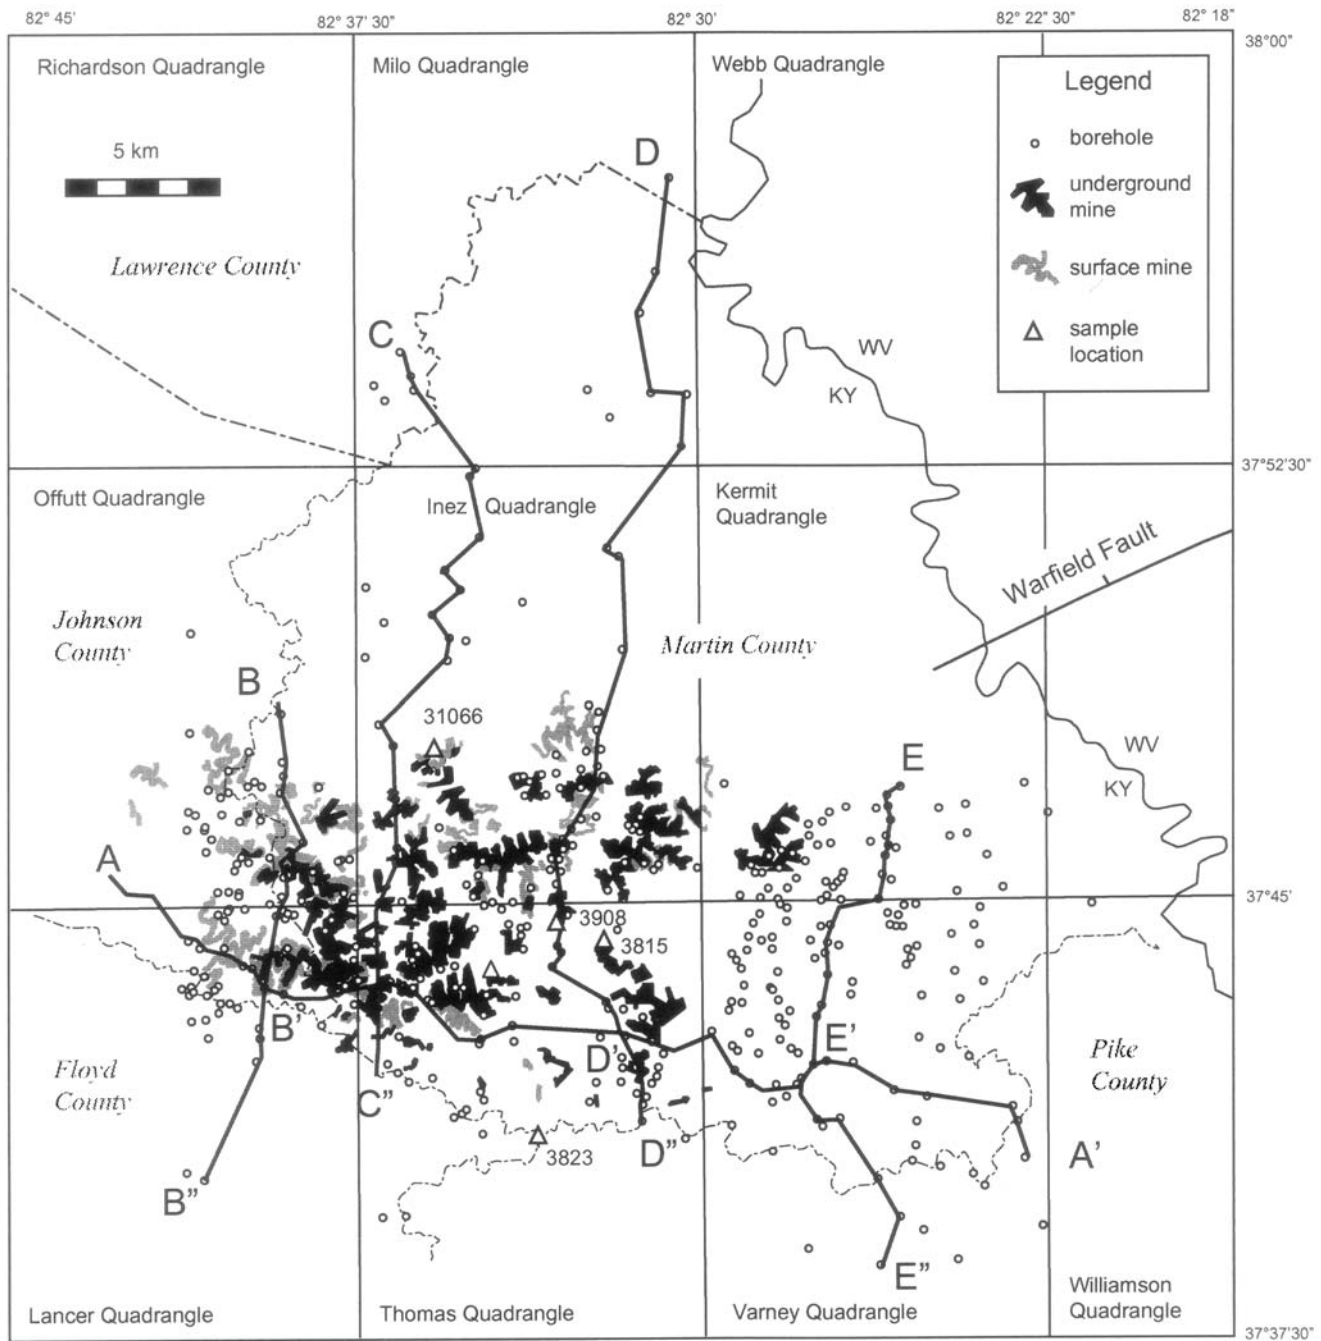 82° 45'
82° 37' 30"
82° 30'
82° 22' 30"
82° 18'
38°00"
Richardson Quadrangle
Milo Quadrangle
Webb Quadrangle
Legend
borehole
underground
mine
surface mine
sample
location
5 km
D
Lawrence County
C
WV
KY
37°52'30"
Offutt Quadrangle
Inez Quadrangle
Kermit
Quadrangle
Warfield Fault
Johnson
County
Martin County
B
31066
WV
KY
E
A
37°45'
3908
3815
B'
D'
E'
Floyd
County
Pike
County
C"
D"
3823
A'
B"
E"
Lancer Quadrangle
Thomas Quadrangle
Varney Quadrangle
Williamson
Quadrangle
37°37'30"